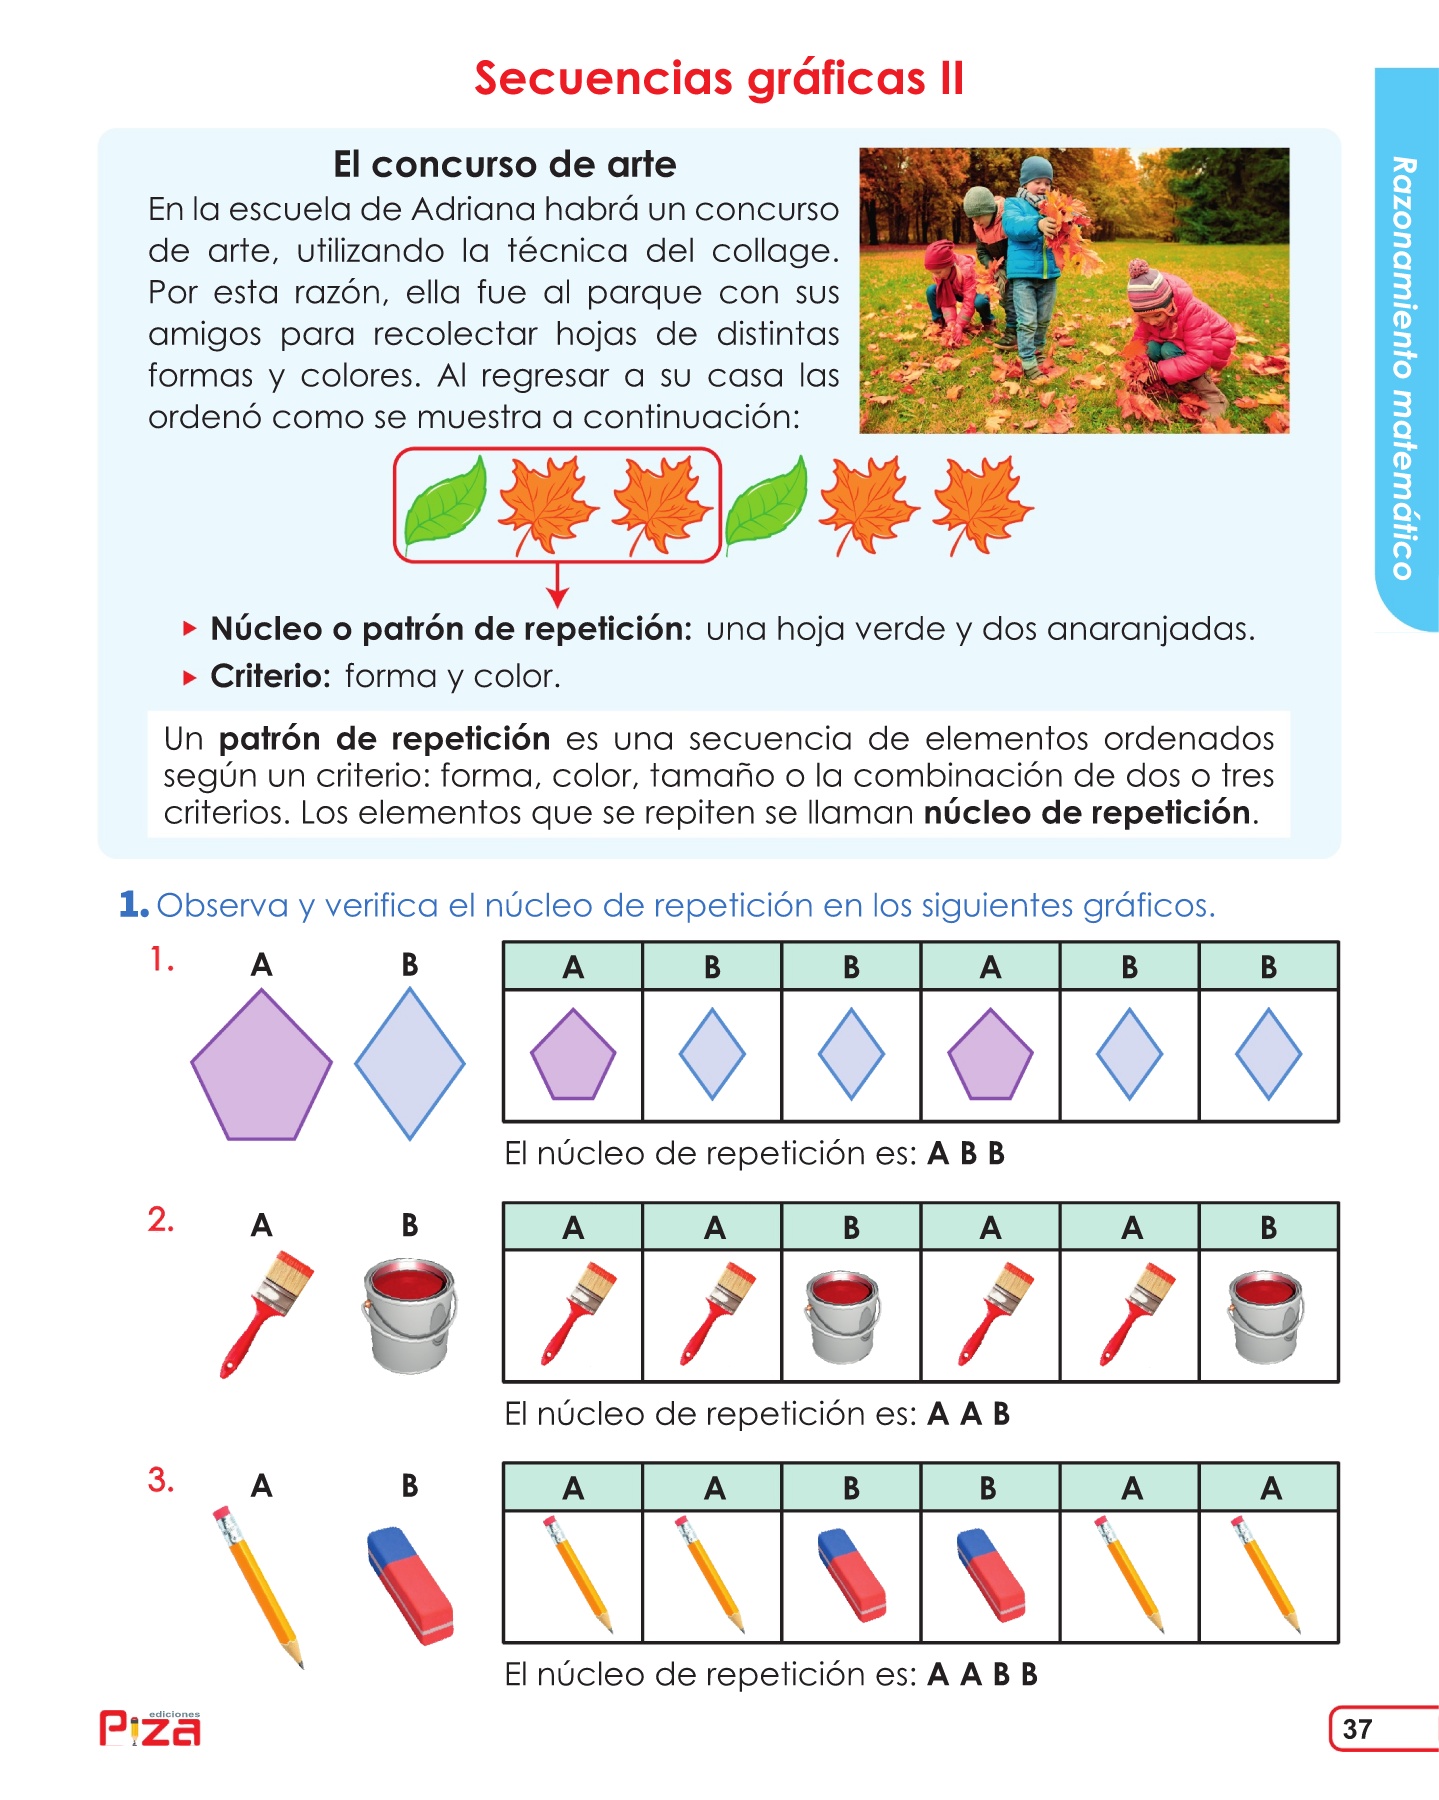 Secuencias gráficas II
Razonamiento matemático
El concurso de arte
En la escuela de Adriana habrá un concurso
de arte, utilizando la técnica del collage.
Por esta razón, ella fue al parque con sus
amigos para recolectar hojas de distintas
formas y colores. Al regresar a su casa las
ordenó como se muestra a continuación:
Núcleo o patrón de repetición: una hoja verde y dos anaranjadas.
Criterio: forma y color.
Un patrón de repetición es una secuencia de elementos ordenados
según un criterio: forma, color, tamaño o la combinación de dos o tres
criterios. Los elementos que se repiten se llaman núcleo de repetición.
1. Observa y verifica el núcleo de repetición en los siguientes gráficos.
1. A B
A B B A B B
El núcleo de repetición es: A B B
2. A B
A A B A A B
El núcleo de repetición es: A A B
3. A B
A A B B A A
El núcleo de repetición es: A A B B
ediciones
Piza
37